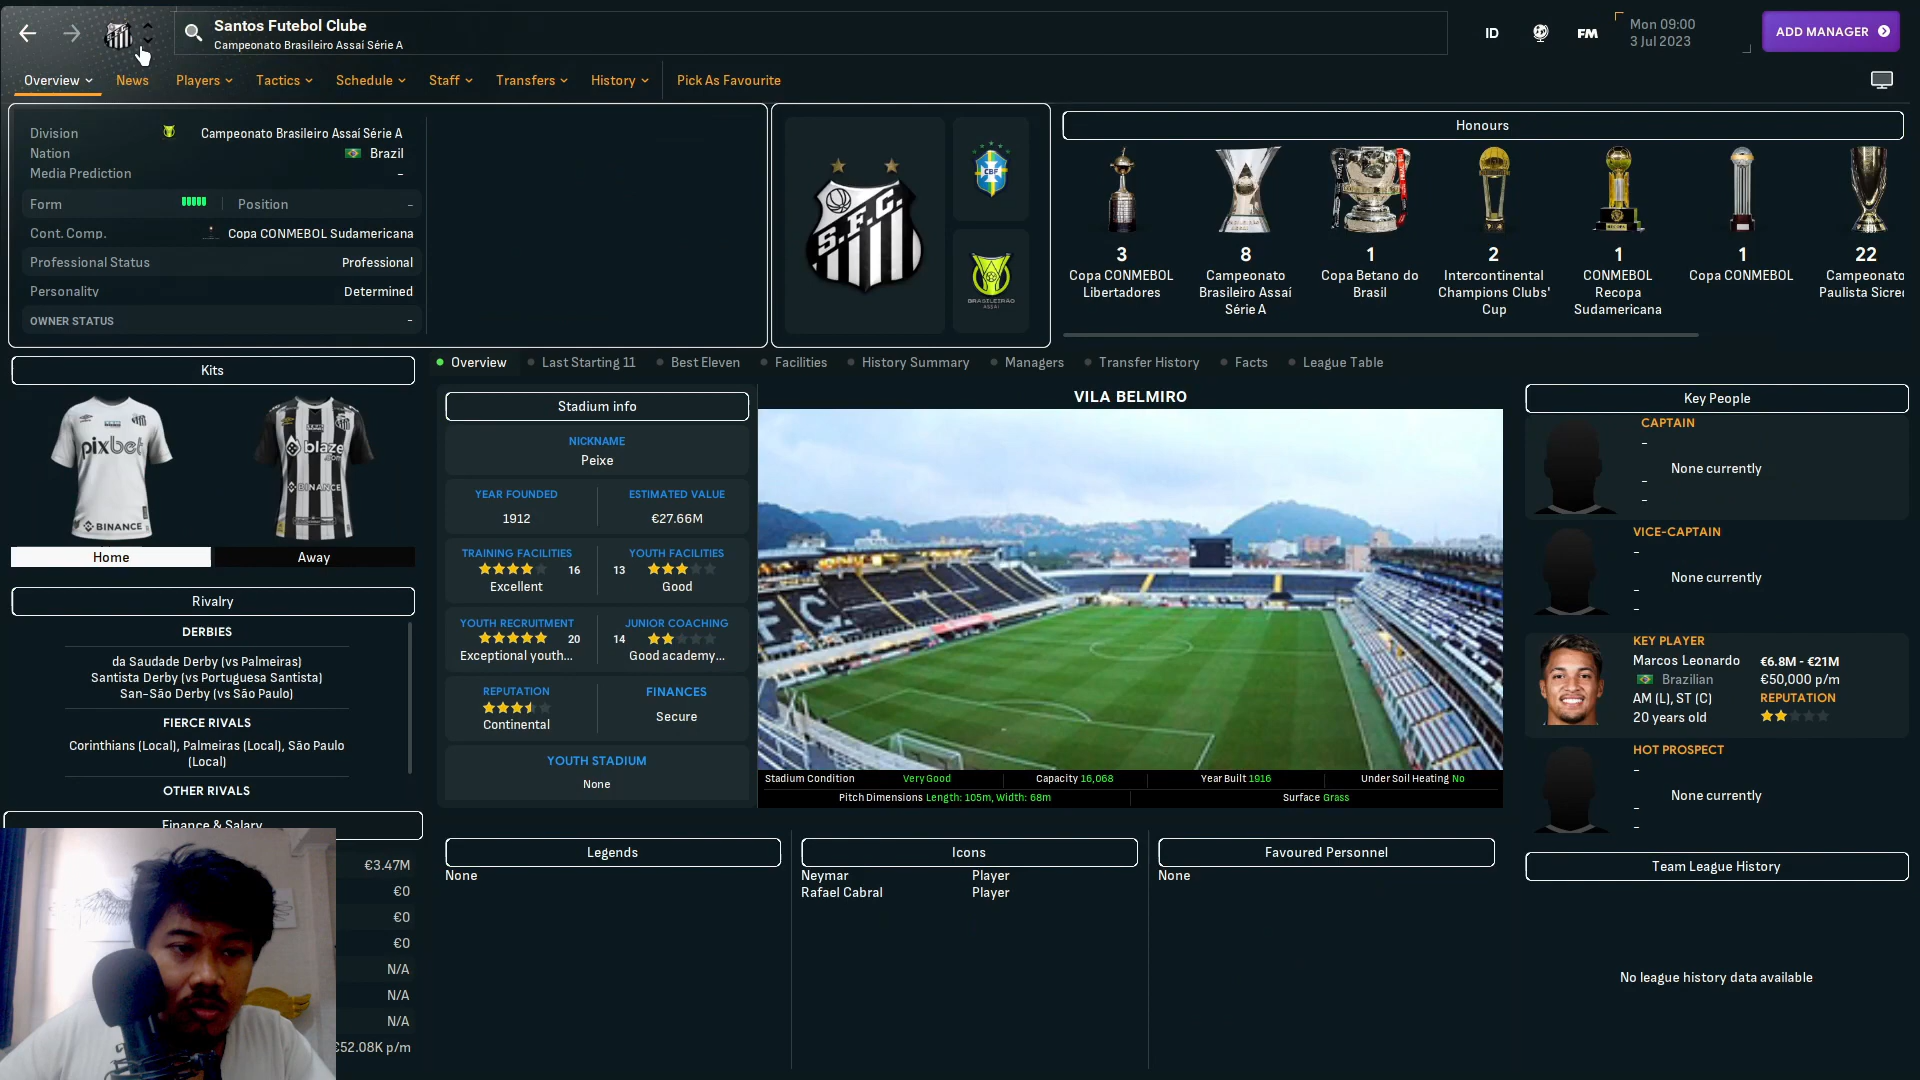 Santos Futebol Clube
Campeonato Brasileiro Assaí Série A
ID
FM
Mon 09:00
3 Jul 2023
ADD MANAGER
Overview
News
Players
Tactics
Schedule
Staff
Transfers
History
Pick As Favourite
Division Campeonato Brasileiro Assaí Série A
Nation Brazil
Media Prediction -
Form Position -
Cont. Comp. Copa CONMEBOL Sudamericana
Professional Status Professional
Personality Determined
OWNER STATUS -
S.F.C.
CBF
BRASILEIRÃO
ASSAÍ
Honours
3
Copa CONMEBOL
Libertadores
8
Campeonato
Brasileiro Assaí
Série A
1
Copa Betano do
Brasil
2
Intercontinental
Champions Clubs'
Cup
1
CONMEBOL
Recopa
Sudamericana
1
Copa CONMEBOL
22
Campeonato
Paulista Sicre
Kits
pixbet
BINANCE
blaze
.com
BINANCE
Home
Away
Rivalry
DERBIES
da Saudade Derby (vs Palmeiras)
Santista Derby (vs Portuguesa Santista)
San-São Derby (vs São Paulo)
FIERCE RIVALS
Corinthians (Local), Palmeiras (Local), São Paulo
(Local)
OTHER RIVALS
Finance & Salary
€3.47M
€0
€0
€0
N/A
N/A
N/A
€52.08K p/m
Overview
Last Starting 11
Best Eleven
Facilities
History Summary
Managers
Transfer History
Facts
League Table
Stadium info
NICKNAME
Peixe
YEAR FOUNDED
1912
ESTIMATED VALUE
€27.66M
TRAINING FACILITIES
16
Excellent
YOUTH FACILITIES
13
Good
YOUTH RECRUITMENT
20
Exceptional youth...
JUNIOR COACHING
14
Good academy...
REPUTATION
Continental
FINANCES
Secure
YOUTH STADIUM
None
VILA BELMIRO
Stadium Condition Very Good Capacity 16,068 Year Built 1916 Under Soil Heating No
Pitch Dimensions Length: 105m, Width: 68m Surface Grass
Legends
None
Icons
Neymar Player
Rafael Cabral Player
Favoured Personnel
None
Key People
CAPTAIN
-
None currently
-
-
VICE-CAPTAIN
-
None currently
-
-
KEY PLAYER
Marcos Leonardo €6.8M - €21M
Brazilian €50,000 p/m
AM (L), ST (C) REPUTATION
20 years old
HOT PROSPECT
-
None currently
-
-
Team League History
No league history data available